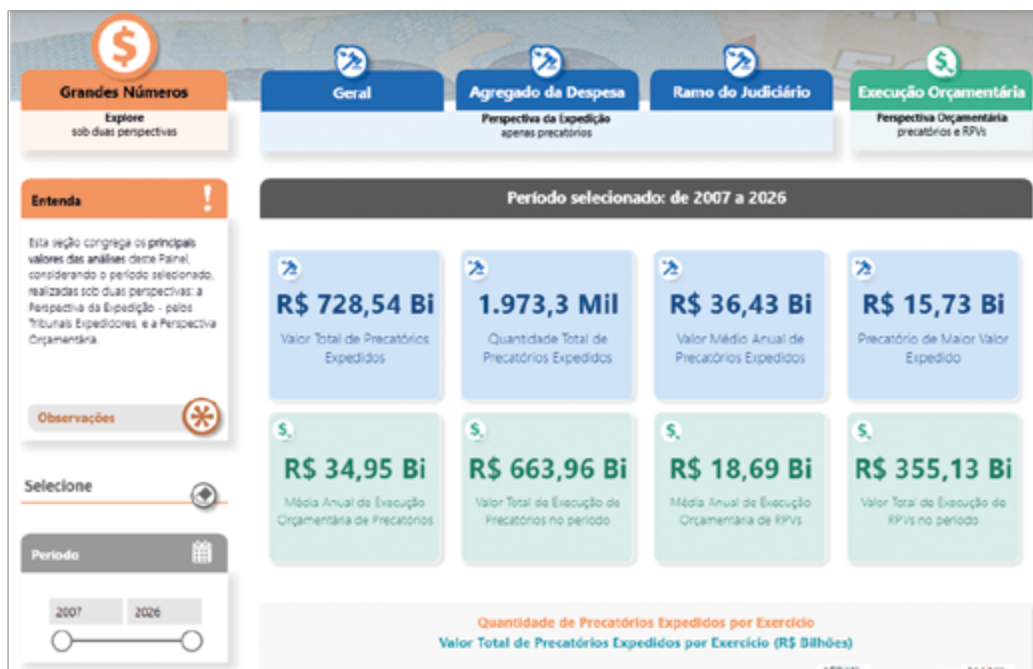 Grandes Números
Explore
sob duas perspectivas
Geral
Agregado da Despesa
Ramo do Judiciário
Perspectiva da Expedição
apenas precatórios
Execução Orçamentária
Perspectiva Orçamentária
precatórios e RPVs
Entenda
Esta seção congrega os principais
valores das análises deste Painel,
considerando o período selecionado,
realizadas sob duas perspectivas: a
Perspectiva da Expedição - pelos
Tribunais Expedidores, e a Perspectiva
Orçamentária.
Observações
Selecione
Período
2007 2026
Período selecionado: de 2007 a 2026
R$ 728,54 Bi
Valor Total de Precatórios
Expedidos
1.973,3 Mil
Quantidade Total de
Precatórios Expedidos
R$ 36,43 Bi
Valor Médio Anual de
Precatórios Expedidos
R$ 15,73 Bi
Precatório de Maior Valor
Expedido
R$ 34,95 Bi
Média Anual de Execução
Orçamentária de Precatórios
R$ 663,96 Bi
Valor Total de Execução de
Precatórios no período
R$ 18,69 Bi
Média Anual de Execução
Orçamentária de RPVs
R$ 355,13 Bi
Valor Total de Execução de
RPVs no período
Quantidade de Precatórios Expedidos por Exercício
Valor Total de Precatórios Expedidos por Exercício (R$ Bilhões)